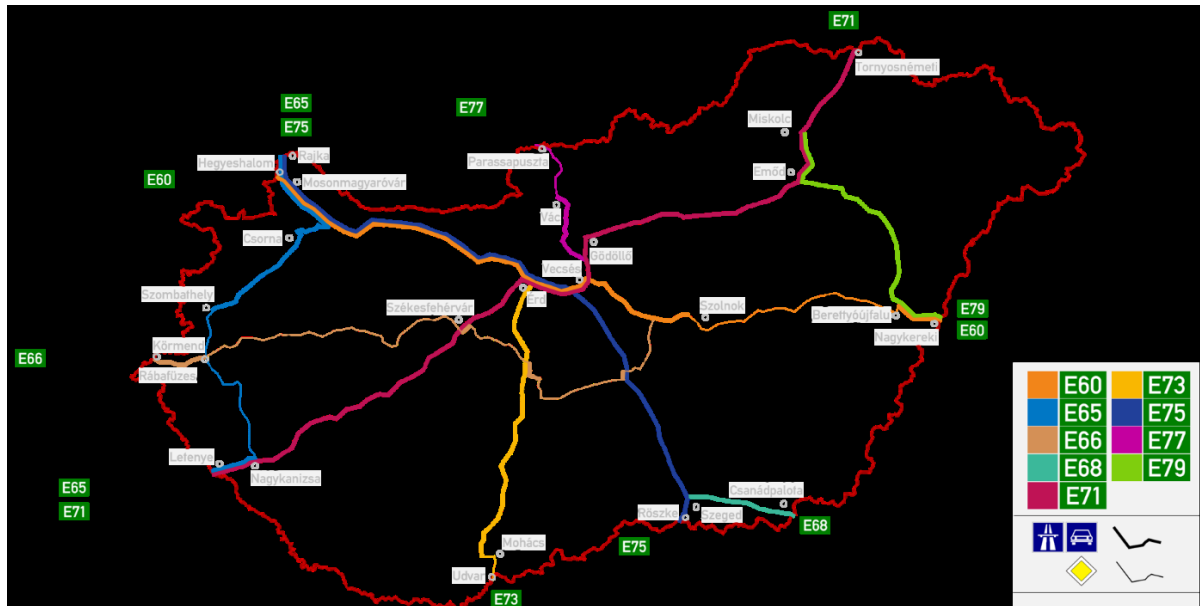 E71
E65
E77
E75
Tornyosnémeti
Miskolc
Parassapuszta
Rajka
Hegyeshalom
Emőd
E60
Mosonmagyaróvár
Vác
Csorna
Gödöllő
Vecsés
Szombathely
Érd
Székesfehérvár
Szolnok
E79
Berettyóújfalu
E60
Nagykereki
Körmend
E66
Rábafüzes
Letenye
Nagykanizsa
E65
E71
Csanádpalota
Röszke
Szeged
E68
Mohács
E75
Udvar
E73
E60
E73
E65
E75
E66
E77
E68
E79
E71